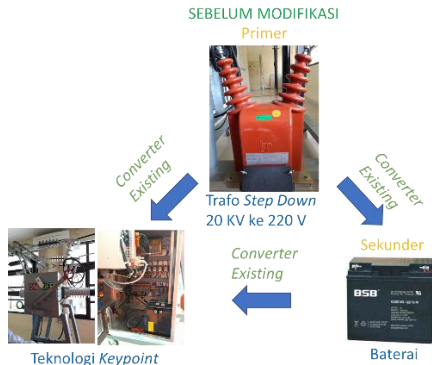 SEBELUM MODIFIKASI
Primer
Converter
Existing
Converter
Existing
Trafo Step Down
20 KV ke 220 V
Converter
Existing
Sekunder
BSB
Teknologi Keypoint
Baterai